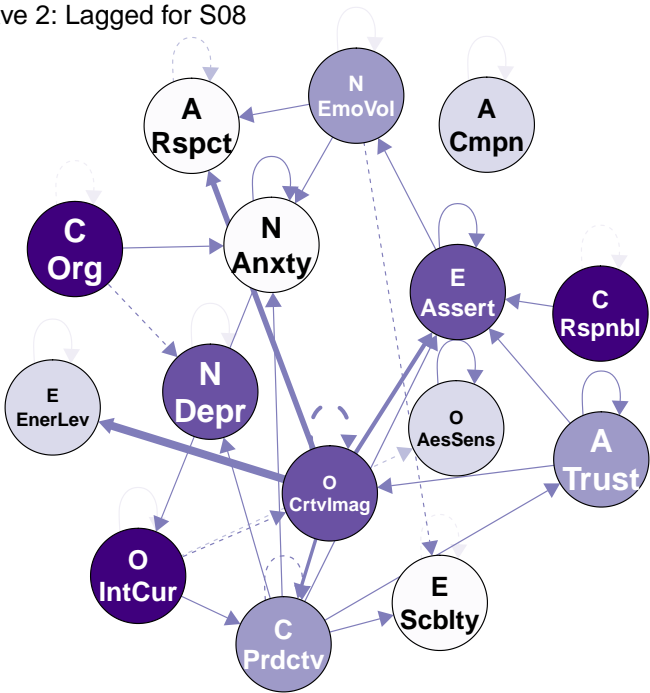 ve 2: Lagged for S08
N
EmoVol
A
Rspct
A
Cmpn
C
Org
N
Anxty
E
Assert
C
Rspnbl
N
Depr
E
EnerLev
O
AesSens
A
Trust
O
CrtvImag
O
IntCur
E
Scblty
C
Prdctv